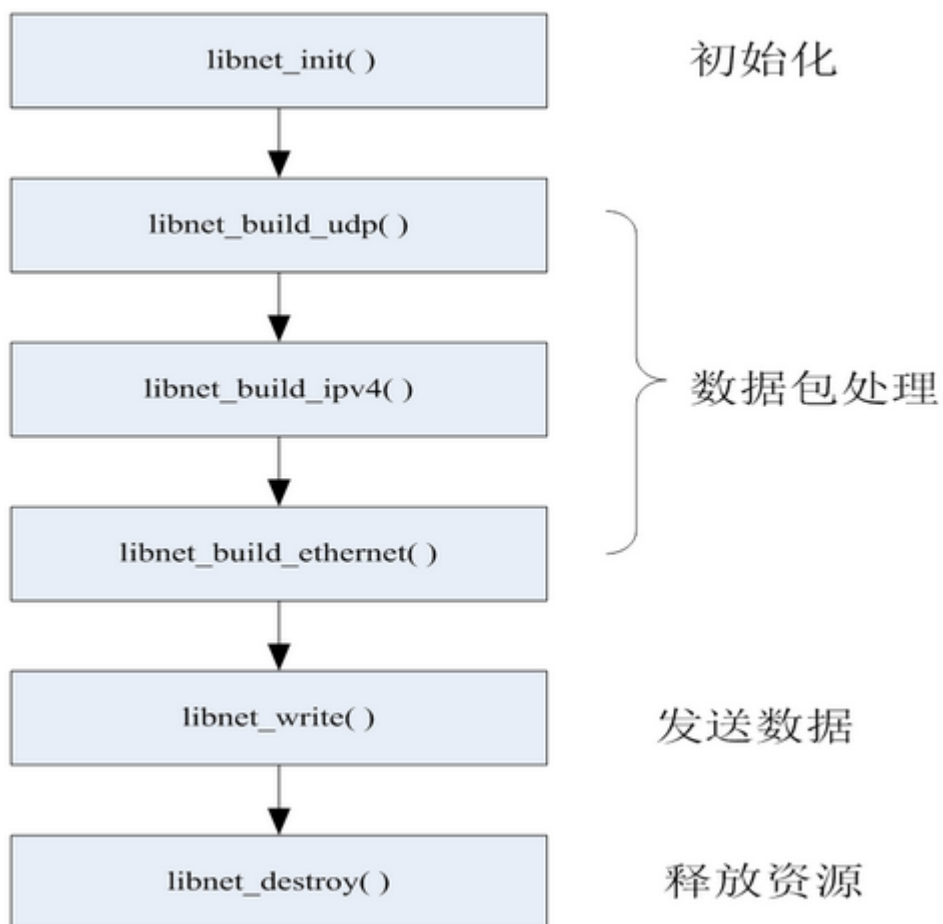 libnet_init( )
初始化
libnet_build_udp( )
libnet_build_ipv4( )
数据包处理
libnet_build_ethernet( )
libnet_write( )
发送数据
libnet_destroy( )
释放资源